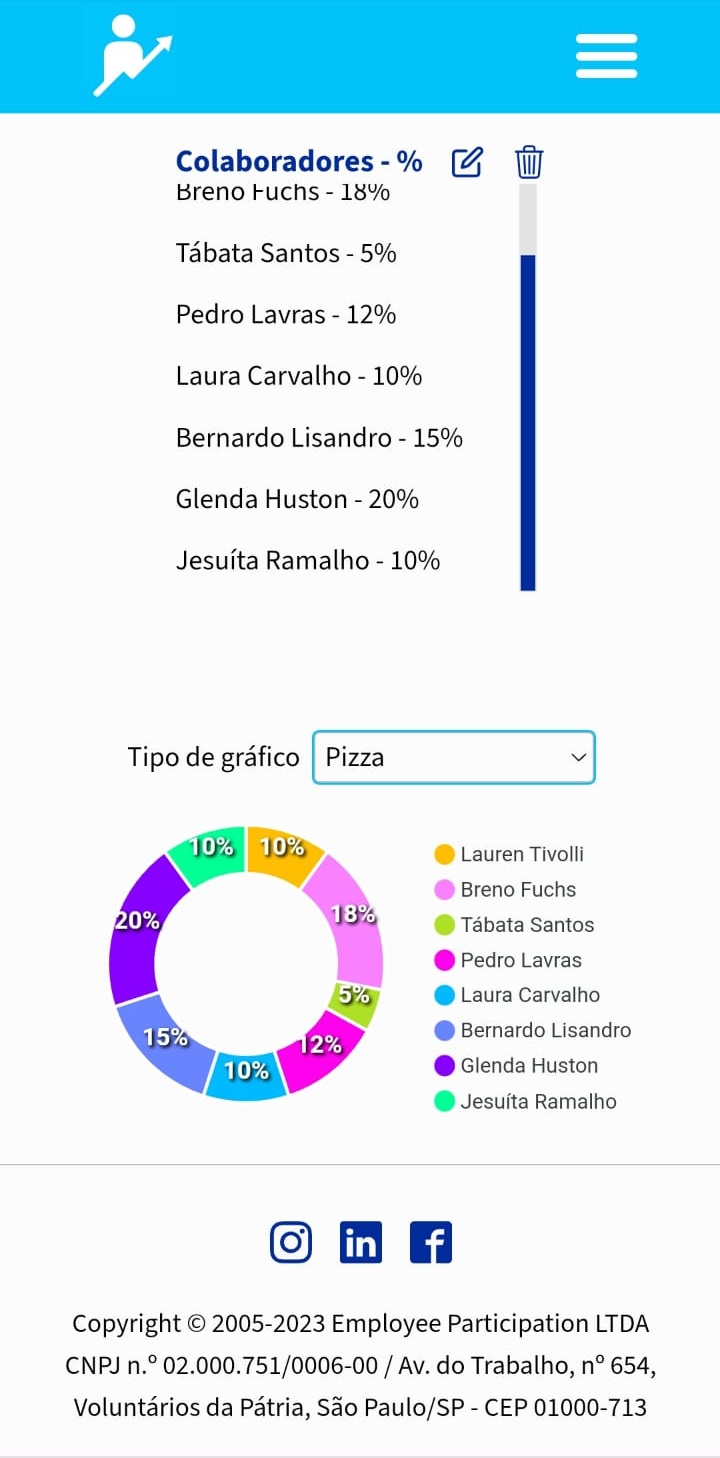 Colaboradores - %
Breno Fuchs - 18%
Tábata Santos - 5%
Pedro Lavras - 12%
Laura Carvalho - 10%
Bernardo Lisandro - 15%
Glenda Huston - 20%
Jesuíta Ramalho - 10%
Tipo de gráfico Pizza
10%
10%
18%
5%
12%
10%
15%
20%
Lauren Tivolli
Breno Fuchs
Tábata Santos
Pedro Lavras
Laura Carvalho
Bernardo Lisandro
Glenda Huston
Jesuíta Ramalho
Copyright © 2005-2023 Employee Participation LTDA
CNPJ n.º 02.000.751/0006-00 / Av. do Trabalho, nº 654,
Voluntários da Pátria, São Paulo/SP - CEP 01000-713